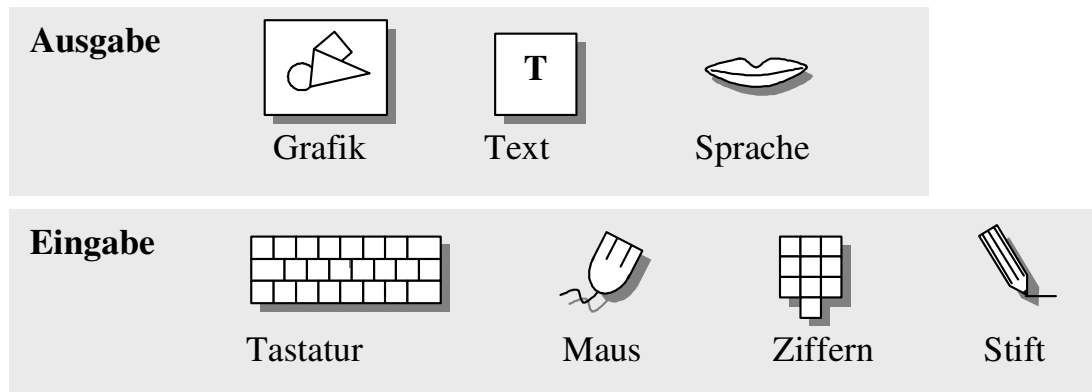 Ausgabe
T
Grafik Text Sprache
Eingabe
Tastatur Maus Ziffern Stift